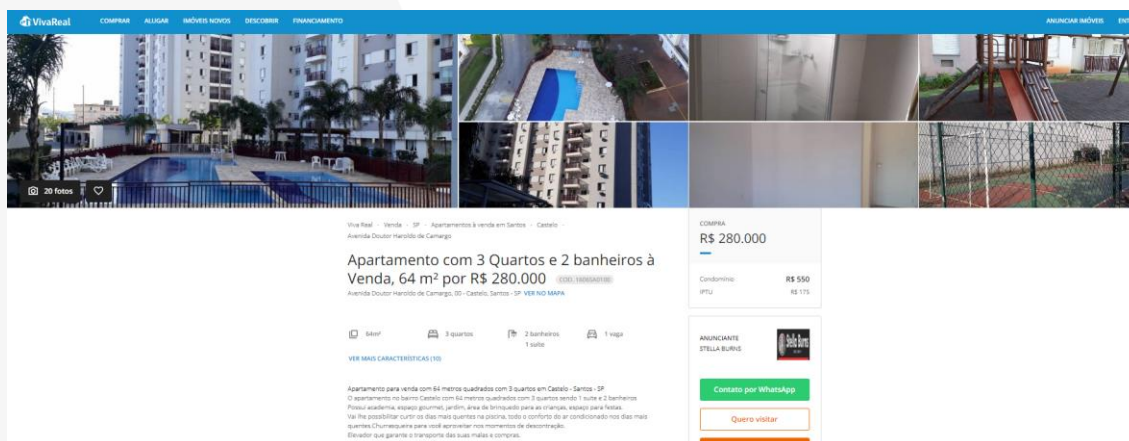 VivaReal
COMPRAR ALUGAR IMÓVEIS NOVOS DESCOBRIR FINANCIAMENTO
ANUNCIAR IMÓVEIS ENT
20 fotos
Viva Real Venda SP Apartamentos à venda em Santos Castelo
Avenida Doutor Haroldo de Camargo
Apartamento com 3 Quartos e 2 banheiros à
Venda, 64 m² por R$ 280.000
Avenida Doutor Haroldo de Camargo, 00 - Castelo, Santos - SP VER NO MAPA
64m² 3 quartos 2 banheiros 1 vaga
1 suíte
VER MAIS CARACTERÍSTICAS (10)
Apartamento para venda com 64 metros quadrados com 3 quartos em Castelo - Santos - SP
O apartamento no bairro Castelo com 64 metros quadrados com 3 quartos sendo 1 suite e 2 banheiros
Possui academia, espaço gourmet, jardim, área de brinquedo para as crianças, espaço para festas.
Vai lhe possibilitar curtir os dias mais quentes na piscina, todo o conforto do ar condicionado nos dias mais
quentes.Churrasqueira para você aproveitar nos momentos de descontração.
Elevador que garante o transporte das suas malas e compras.
COMPRA
R$ 280.000
Condomínio R$ 550
IPTU R$ 175
ANUNCIANTE
STELLA BURNS
Stella Burns
Contato por WhatsApp
Quero visitar